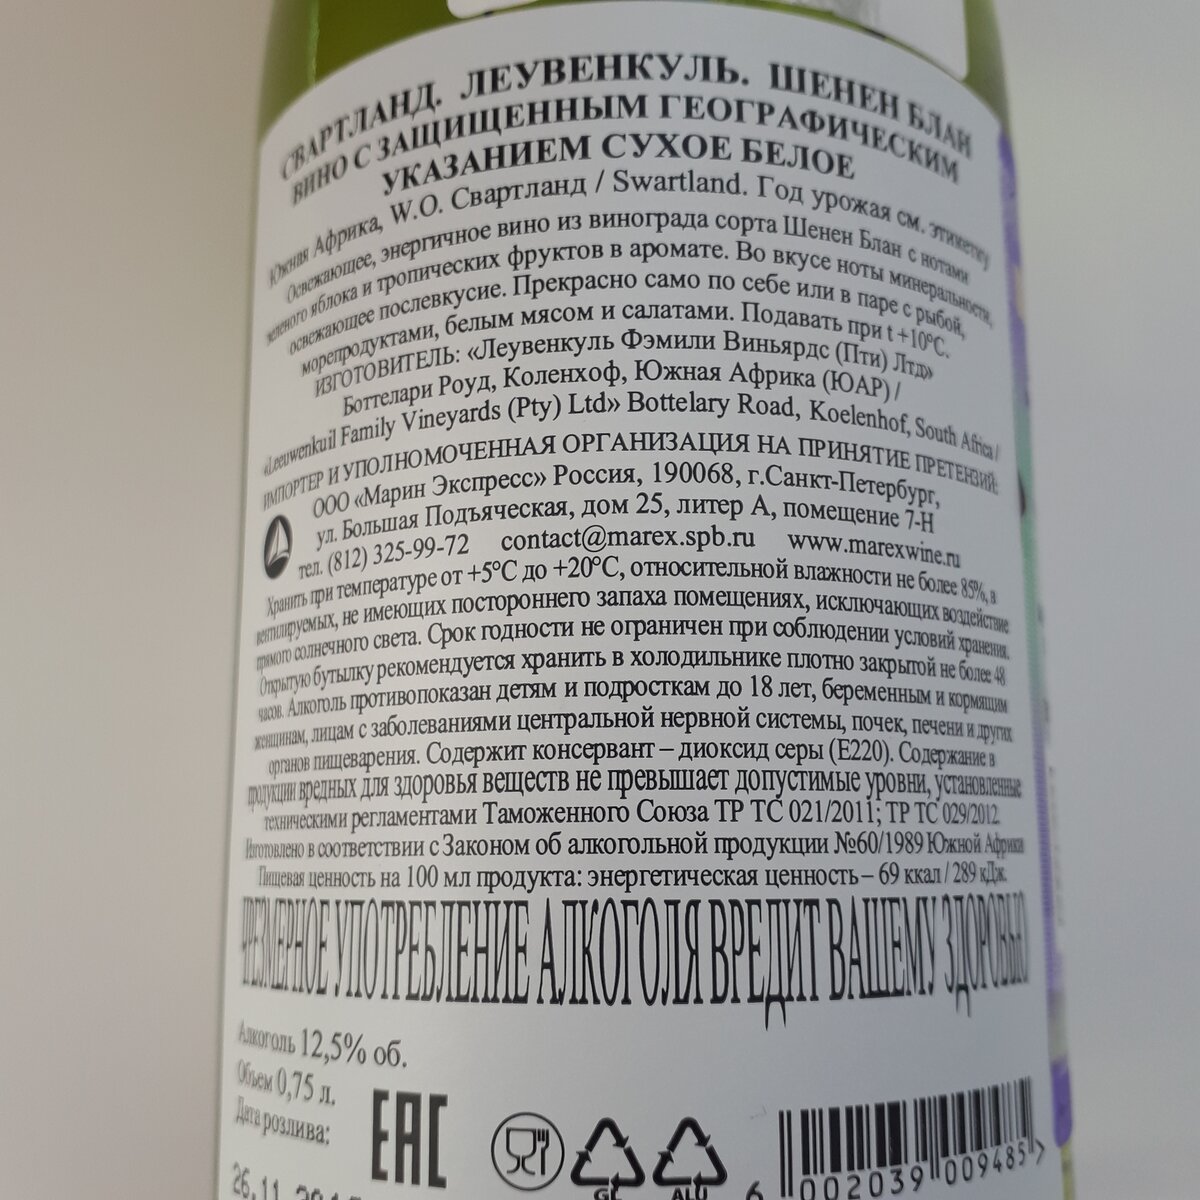 СВАРТЛАНД. ЛЕУВЕНКУЛЬ. ШЕНЕН БЛАН
ВИНО С ЗАЩИЩЕННЫМ ГЕОГРАФИЧЕСКИМ
УКАЗАНИЕМ СУХОЕ БЕЛОЕ
Южная Африка, W.O. Свартланд / Swartland. Год урожая см. этикетку
Освежающее, энергичное вино из винограда сорта Шенен Блан с нотами
зеленого яблока и тропических фруктов в аромате. Во вкусе ноты минеральности,
освежающее послевкусие. Прекрасно само по себе или в паре с рыбой,
морепродуктами, белым мясом и салатами. Подавать при t +10°C.
ИЗГОТОВИТЕЛЬ: «Леувенкуль Фэмили Виньярдс (Пти) Лтд»
Боттелари Роуд, Коленхоф, Южная Африка (ЮАР) /
«Leeuwenkuil Family Vineyards (Pty) Ltd» Bottelary Road, Koelenhof, South Africa /
ИМПОРТЕР И УПОЛНОМОЧЕННАЯ ОРГАНИЗАЦИЯ НА ПРИНЯТИЕ ПРЕТЕНЗИЙ:
ООО «Марин Экспресс» Россия, 190068, г.Санкт-Петербург,
ул. Большая Подъяческая, дом 25, литер А, помещение 7-Н
тел. (812) 325-99-72 contact@marex.spb.ru www.marexwine.ru
Хранить при температуре от +5°C до +20°C, относительной влажности не более 85%, в
вентилируемых, не имеющих постороннего запаха помещениях, исключающих воздействие
прямого солнечного света. Срок годности не ограничен при соблюдении условий хранения.
Открытую бутылку рекомендуется хранить в холодильнике плотно закрытой не более 48
часов. Алкоголь противопоказан детям и подросткам до 18 лет, беременным и кормящим
женщинам, лицам с заболеваниями центральной нервной системы, почек, печени и других
органов пищеварения. Содержит консервант – диоксид серы (Е220). Содержание в
продукции вредных для здоровья веществ не превышает допустимые уровни, установленные
техническими регламентами Таможенного Союза ТР ТС 021/2011; ТР ТС 029/2012.
Изготовлено в соответствии с Законом об алкогольной продукции №60/1989 Южной Африки
Пищевая ценность на 100 мл продукта: энергетическая ценность – 69 ккал / 289 кДж.
ЧРЕЗМЕРНОЕ УПОТРЕБЛЕНИЕ АЛКОГОЛЯ ВРЕДИТ ВАШЕМУ ЗДОРОВЬЮ
Алкоголь 12,5% об.
Объем 0,75 л.
Дата розлива:
26.11
EAC
GL
ALU
6 002039 009485 >